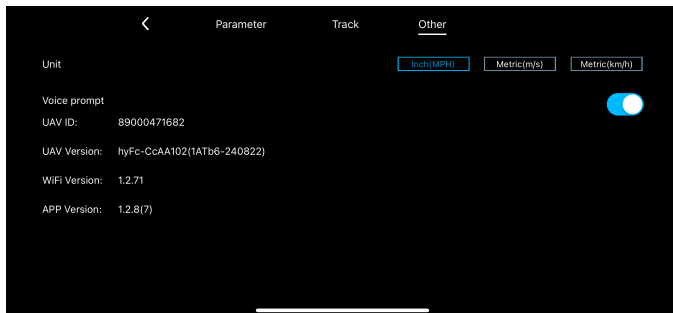 Parameter Track Other
Unit Inch(MPH) Metric(m/s) Metric(km/h)
Voice prompt
UAV ID: 89000471682
UAV Version: hyFc-CcAA102(1ATb6-240822)
WiFi Version: 1.2.71
APP Version: 1.2.8(7)